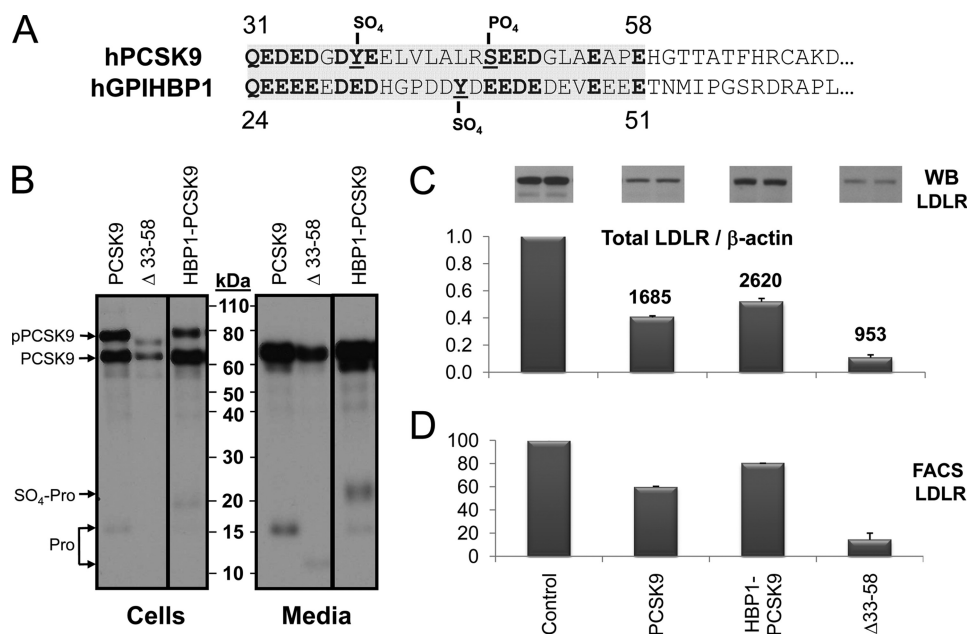 A
31 SO4 PO4 58
hPCSK9 QEDEDGDYEELVLALRSEEDGLAEAPEHGTTATFHRCAKD...
hGPIHBP1 QEEEEEDEDHGPDDYDEEDEDEVEEEETNMIPGSRDRAPL...
24 SO4 51
B
PCSK9 Δ 33-58 HBP1-PCSK9 kDa PCSK9 Δ 33-58 HBP1-PCSK9
110
pPCSK9 80
PCSK9 60
50
40
30
SO4-Pro 20
Pro 15
10
Cells Media
C
WB
LDLR
Total LDLR / β-actin
1.0
0.8
0.6
0.4
0.2
0.0
1685 2620 953
D
FACS
LDLR
100
80
60
40
20
0
Control PCSK9 HBP1-PCSK9 Δ33-58